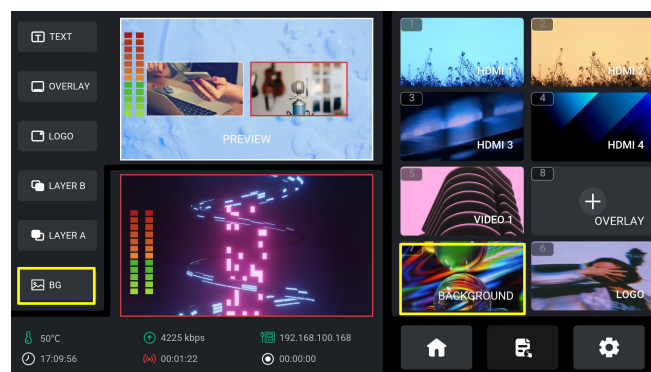 TEXT
OVERLAY
LOGO
LAYER B
LAYER A
BG
PREVIEW
1
HDMI 1
2
HDMI 2
3
HDMI 3
4
HDMI 4
5
VIDEO 1
8
OVERLAY
BACKGROUND
6
LOGO
50°C
4225 kbps
192.168.100.168
17:09:56
00:01:22
00:00:00